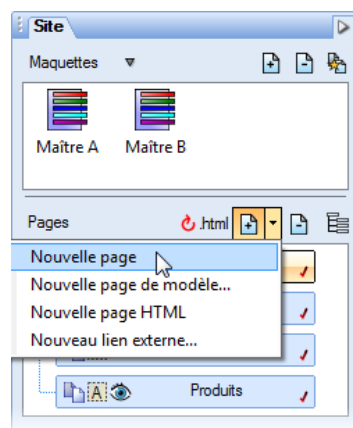 Site
Maquettes
Maître A Maître B
Pages .html
Nouvelle page
Nouvelle page de modèle...
Nouvelle page HTML
Nouveau lien externe...
A Produits